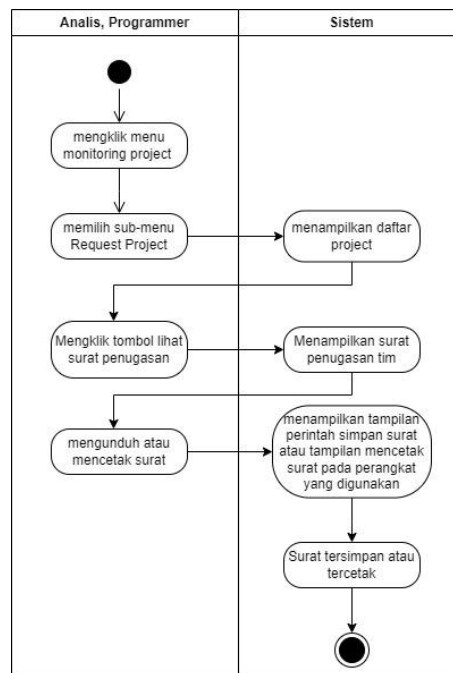 Analis, Programmer
Sistem
mengklik menu
monitoring project
memilih sub-menu
Request Project
menampilkan daftar
project
Mengklik tombol lihat
surat penugasan
Menampilkan surat
penugasan tim
mengunduh atau
mencetak surat
menampilkan tampilan
perintah simpan surat
atau tampilan mencetak
surat pada perangkat
yang digunakan
Surat tersimpan atau
tercetak